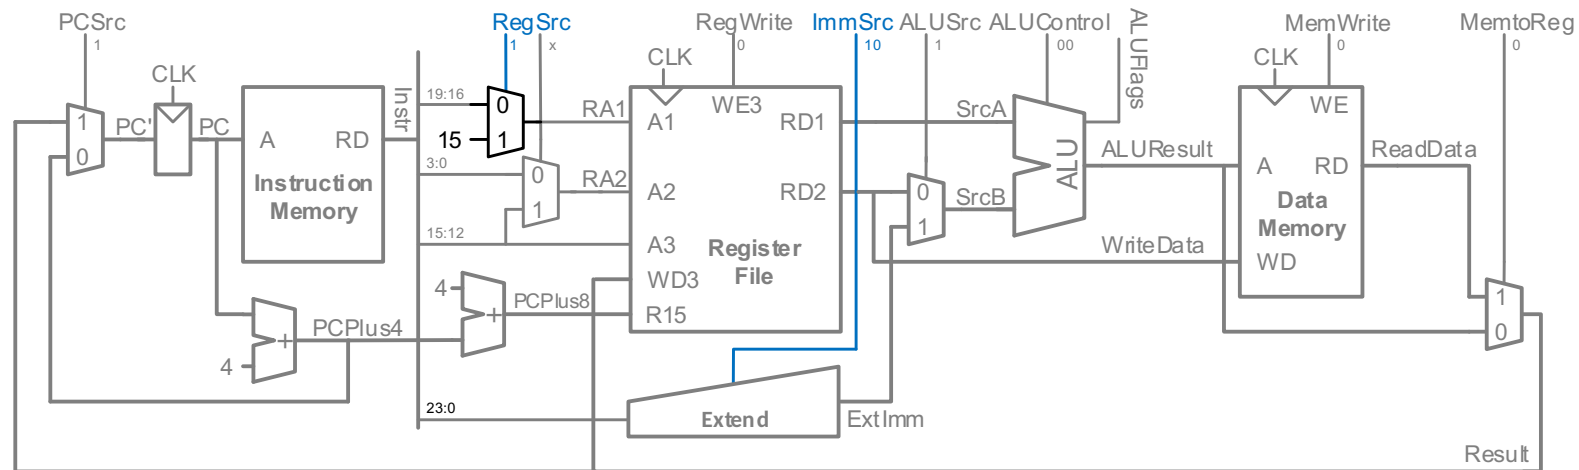 PCSrc
1
RegSrc
1 x
RegWrite
0
ImmSrc
10
ALUSrc
1
ALUControl
00
ALUFlags
MemWrite
0
MemtoReg
0
CLK
CLK
CLK
1
0
PC'
PC
A RD
Instruction
Memory
Instr
19:16
0
15
1
RA1
3:0
0
1
RA2
15:12
WE3
A1 RD1
A2 RD2
A3
Register
File
WD3
R15
SrcA
0
1
SrcB
ALU
ALUResult
WriteData
WE
A RD
Data
Memory
WD
ReadData
1
0
4
+
PCPlus4
4
+
PCPlus8
23:0
Extend
ExtImm
Result